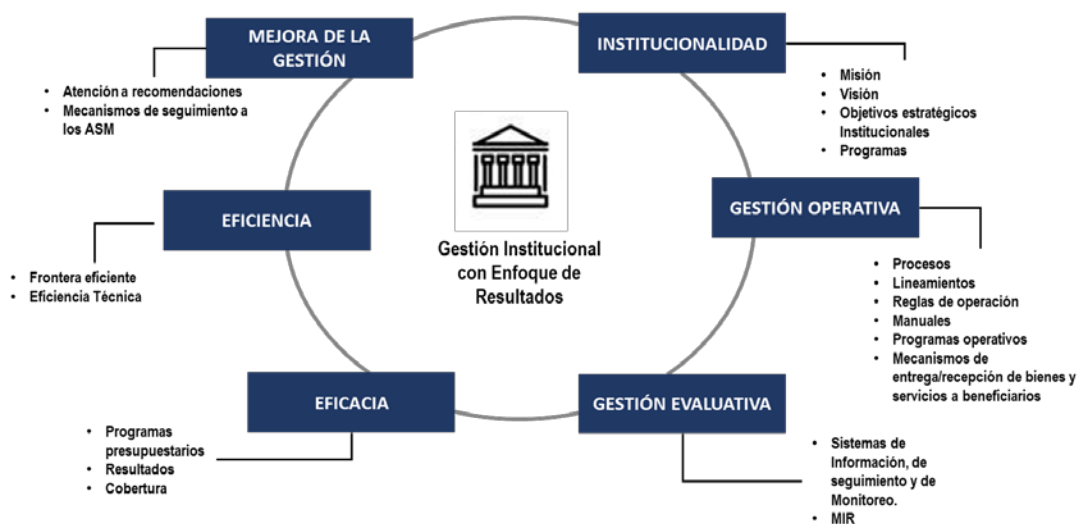 MEJORA DE LA
GESTIÓN
• Atención a recomendaciones
• Mecanismos de seguimiento a
los ASM
INSTITUCIONALIDAD
• Misión
• Visión
• Objetivos estratégicos
Institucionales
• Programas
Gestión Institucional
con Enfoque de
Resultados
EFICIENCIA
• Frontera eficiente
• Eficiencia Técnica
GESTIÓN OPERATIVA
• Procesos
• Lineamientos
• Reglas de operación
• Manuales
• Programas operativos
• Mecanismos de
entrega/recepción de bienes y
servicios a beneficiarios
EFICACIA
• Programas
presupuestarios
• Resultados
• Cobertura
GESTIÓN EVALUATIVA
• Sistemas de
Información, de
seguimiento y de
Monitoreo.
• MIR